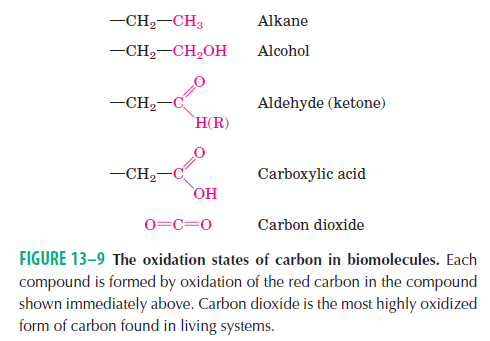 —CH₂—CH₃ Alkane
—CH₂—CH₂OH Alcohol
O
—CH₂—C Aldehyde (ketone)
H(R)
O
—CH₂—C Carboxylic acid
OH
O=C=O Carbon dioxide
FIGURE 13–9 The oxidation states of carbon in biomolecules. Each
compound is formed by oxidation of the red carbon in the compound
shown immediately above. Carbon dioxide is the most highly oxidized
form of carbon found in living systems.